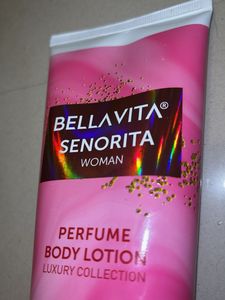 BELLAVITA®
SENORITA
WOMAN
PERFUME
BODY LOTION
LUXURY COLLECTION